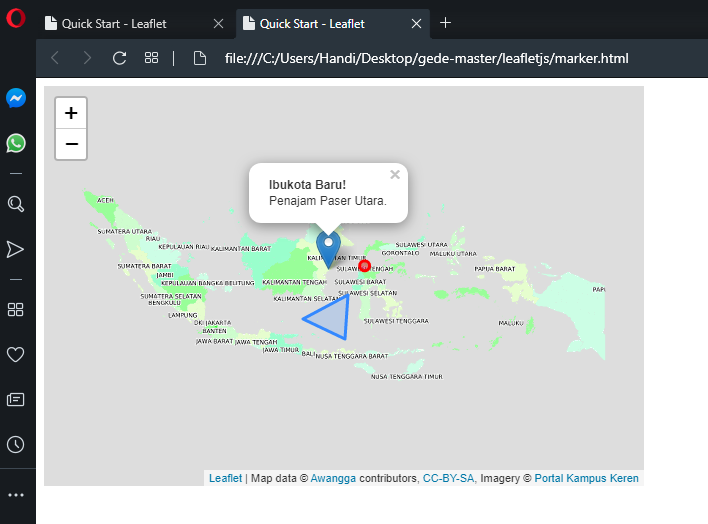 Quick Start - Leaflet
Quick Start - Leaflet
file:///C:/Users/Handi/Desktop/gede-master/leafletjs/marker.html
+
−
Ibukota Baru!
×
Penajam Paser Utara.
ACEH
SUMATERA UTARA
RIAU
KEPULAUAN RIAU
KALIMANTAN BARAT
KALIMANTAN TIMUR
SULAWESI UTARA
GORONTALO
MALUKU UTARA
SUMATERA BARAT
JAMBI
KEPULAUAN BANGKA BELITUNG
KALIMANTAN TENGAH
SULAWESI TENGAH
SULAWESI BARAT
PAPUA BARAT
SUMATERA SELATAN
BENGKULU
KALIMANTAN SELATAN
SULAWESI SELATAN
PAPU
LAMPUNG
DKI JAKARTA
BANTEN
SULAWESI TENGGARA
MALUKU
JAWA BARAT
JAWA TENGAH
JAWA TIMUR
BALI
NUSA TENGGARA BARAT
NUSA TENGGARA TIMUR
Leaflet | Map data © Awangga contributors, CC-BY-SA, Imagery © Portal Kampus Keren